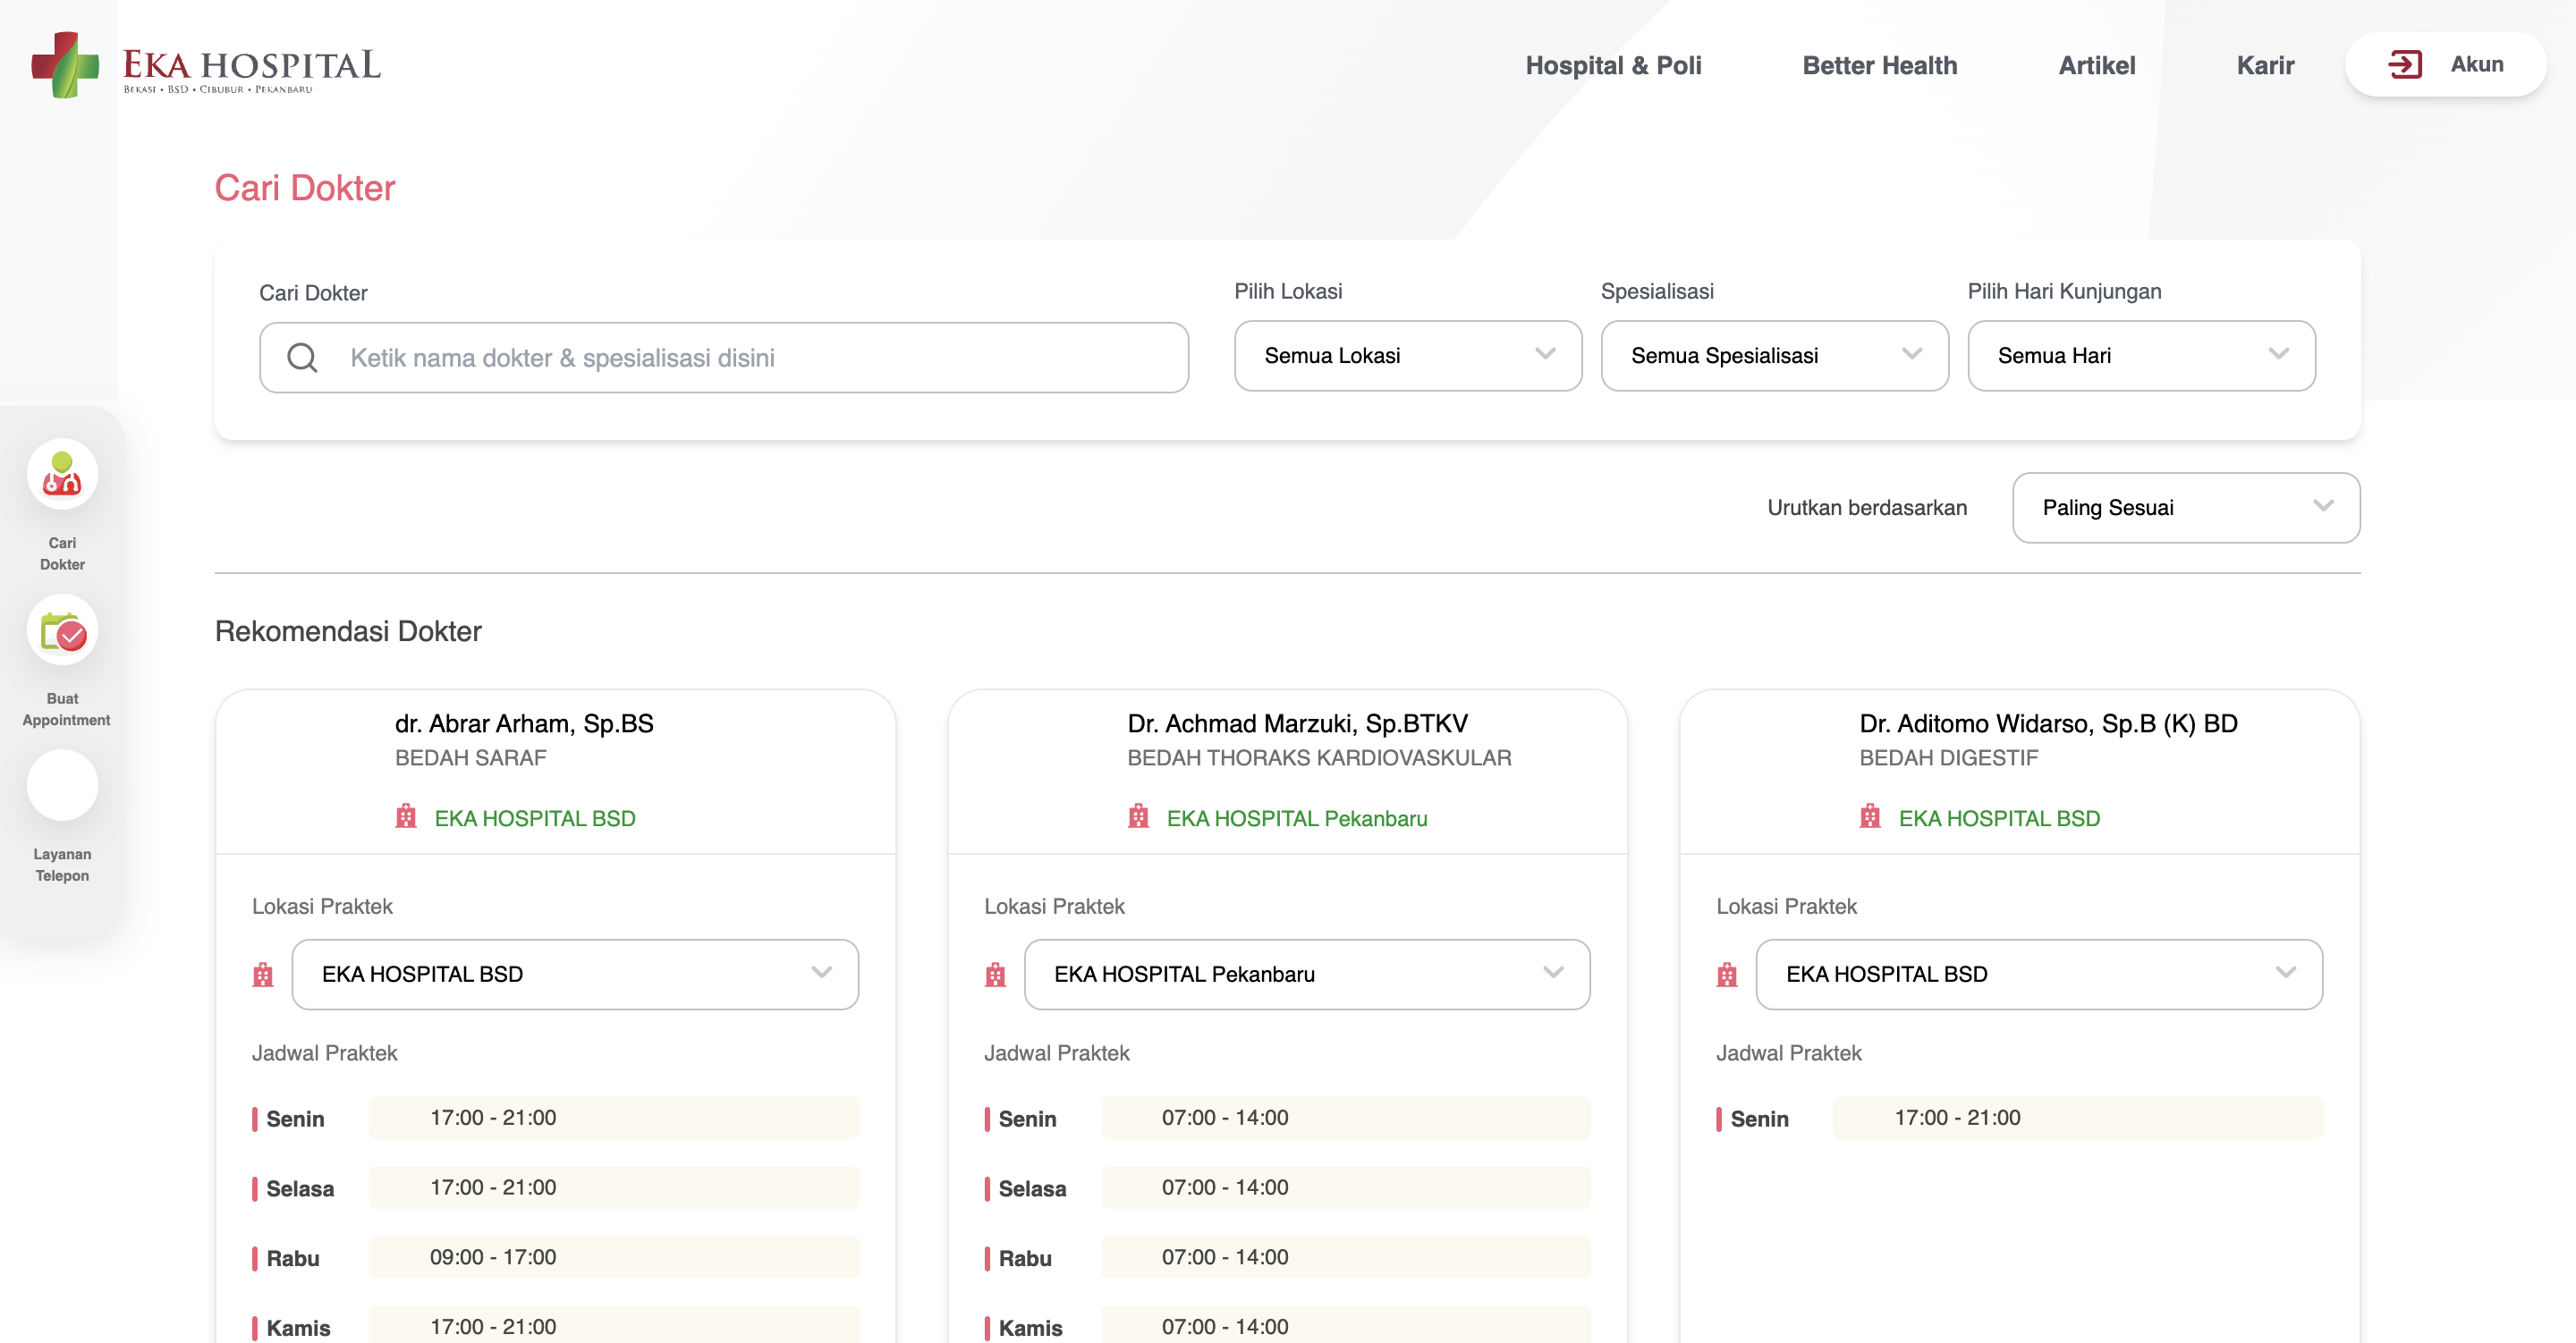 EKA HOSPITAL
BEKASI • BSD • CIBUBUR • PEKANBARU
Hospital & Poli
Better Health
Artikel
Karir
Akun
Cari Dokter
Cari Dokter
Ketik nama dokter & spesialisasi disini
Pilih Lokasi
Semua Lokasi
Spesialisasi
Semua Spesialisasi
Pilih Hari Kunjungan
Semua Hari
Urutkan berdasarkan
Paling Sesuai
Cari
Dokter
Buat
Appointment
Layanan
Telepon
Rekomendasi Dokter
dr. Abrar Arham, Sp.BS
BEDAH SARAF
EKA HOSPITAL BSD
Lokasi Praktek
EKA HOSPITAL BSD
Jadwal Praktek
Senin 17:00 - 21:00
Selasa 17:00 - 21:00
Rabu 09:00 - 17:00
Kamis 17:00 - 21:00
Dr. Achmad Marzuki, Sp.BTKV
BEDAH THORAKS KARDIOVASKULAR
EKA HOSPITAL Pekanbaru
Lokasi Praktek
EKA HOSPITAL Pekanbaru
Jadwal Praktek
Senin 07:00 - 14:00
Selasa 07:00 - 14:00
Rabu 07:00 - 14:00
Kamis 07:00 - 14:00
Dr. Aditomo Widarso, Sp.B (K) BD
BEDAH DIGESTIF
EKA HOSPITAL BSD
Lokasi Praktek
EKA HOSPITAL BSD
Jadwal Praktek
Senin 17:00 - 21:00